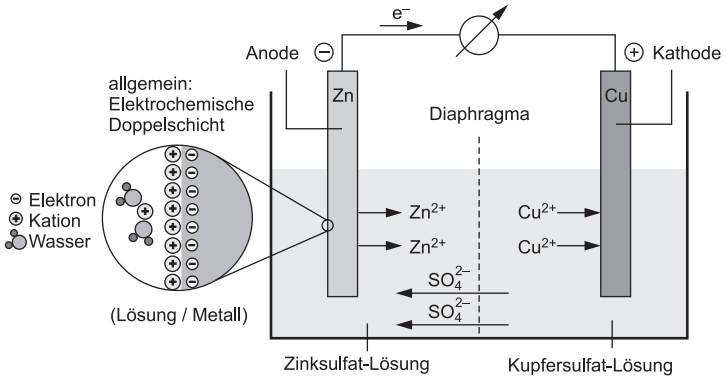 e⁻
Anode
⊖
⊕
Kathode
allgemein:
Elektrochemische
Doppelschicht
Zn
Cu
Diaphragma
⊖ Elektron
⊕ Kation
Wasser
Zn²⁺
Cu²⁺
Zn²⁺
Cu²⁺
SO₄²⁻
SO₄²⁻
(Lösung / Metall)
Zinksulfat-Lösung
Kupfersulfat-Lösung